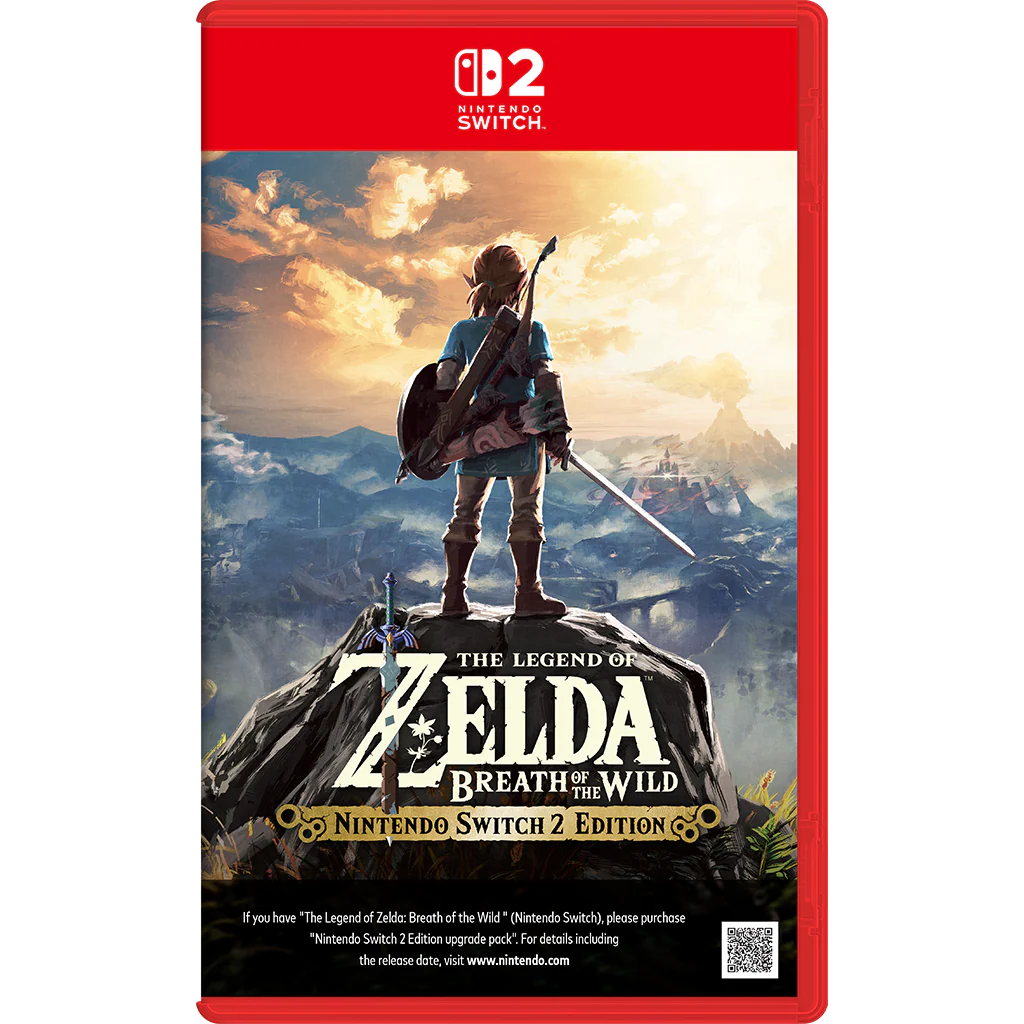 2
NINTENDO
SWITCH™
THE LEGEND OF
ZELDA™
BREATH OF THE WILD
NINTENDO SWITCH 2 EDITION
If you have "The Legend of Zelda: Breath of the Wild " (Nintendo Switch), please purchase
"Nintendo Switch 2 Edition upgrade pack". For details including
the release date, visit www.nintendo.com